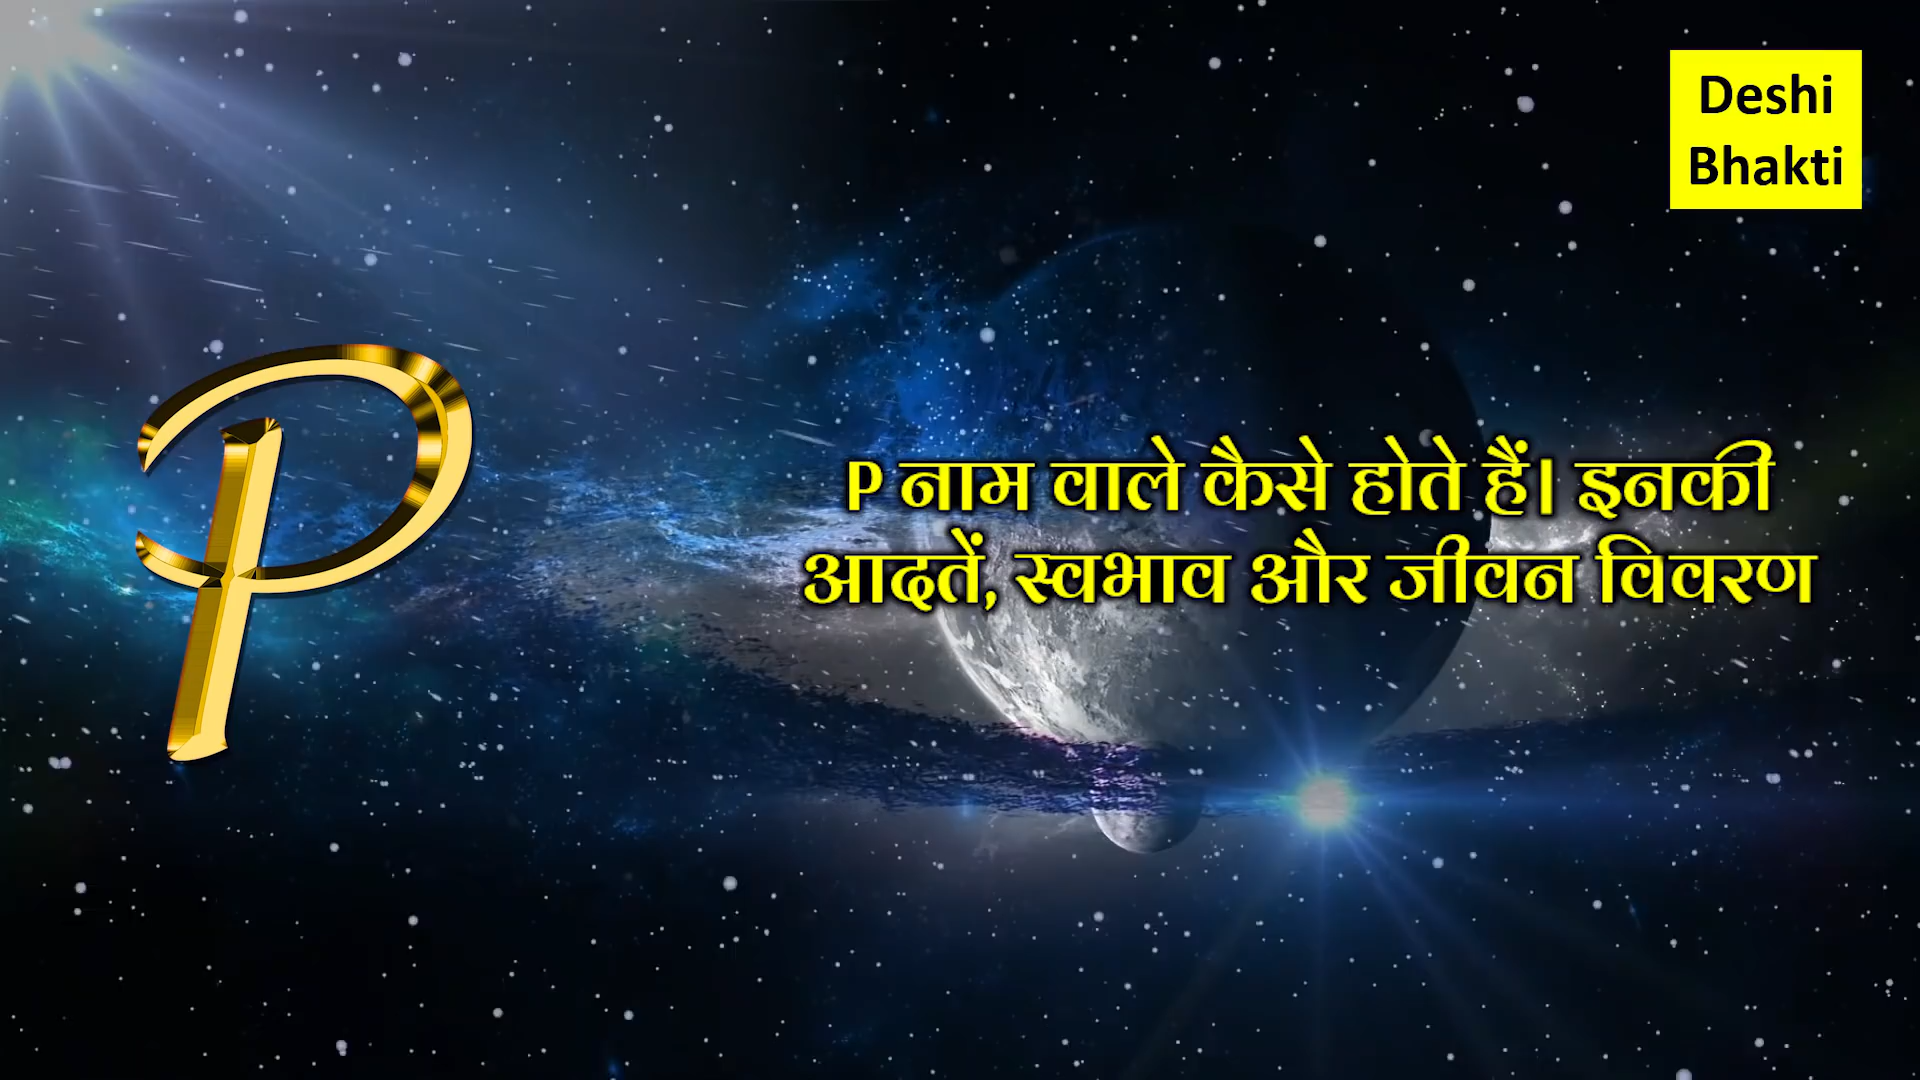 Deshi
Bhakti
P
P नाम वाले कैसे होते हैं। इनकी
आदतें, स्वभाव और जीवन विवरण